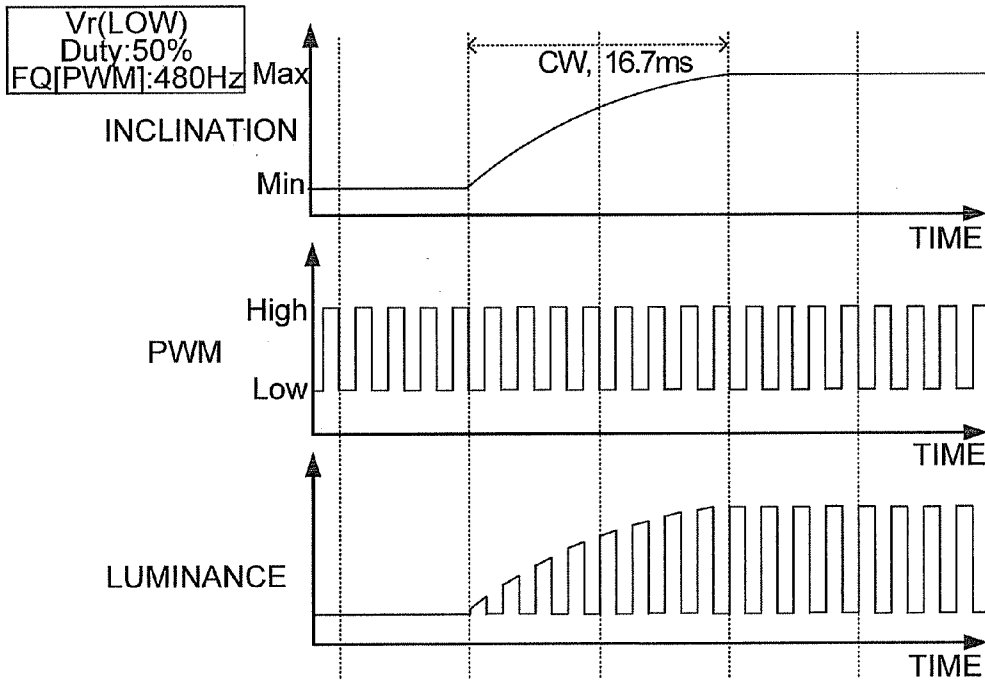 Vr(LOW)
Duty:50%
FQ[PWM]:480Hz
Max
CW, 16.7ms
INCLINATION
Min
TIME
High
PWM
Low
TIME
LUMINANCE
TIME